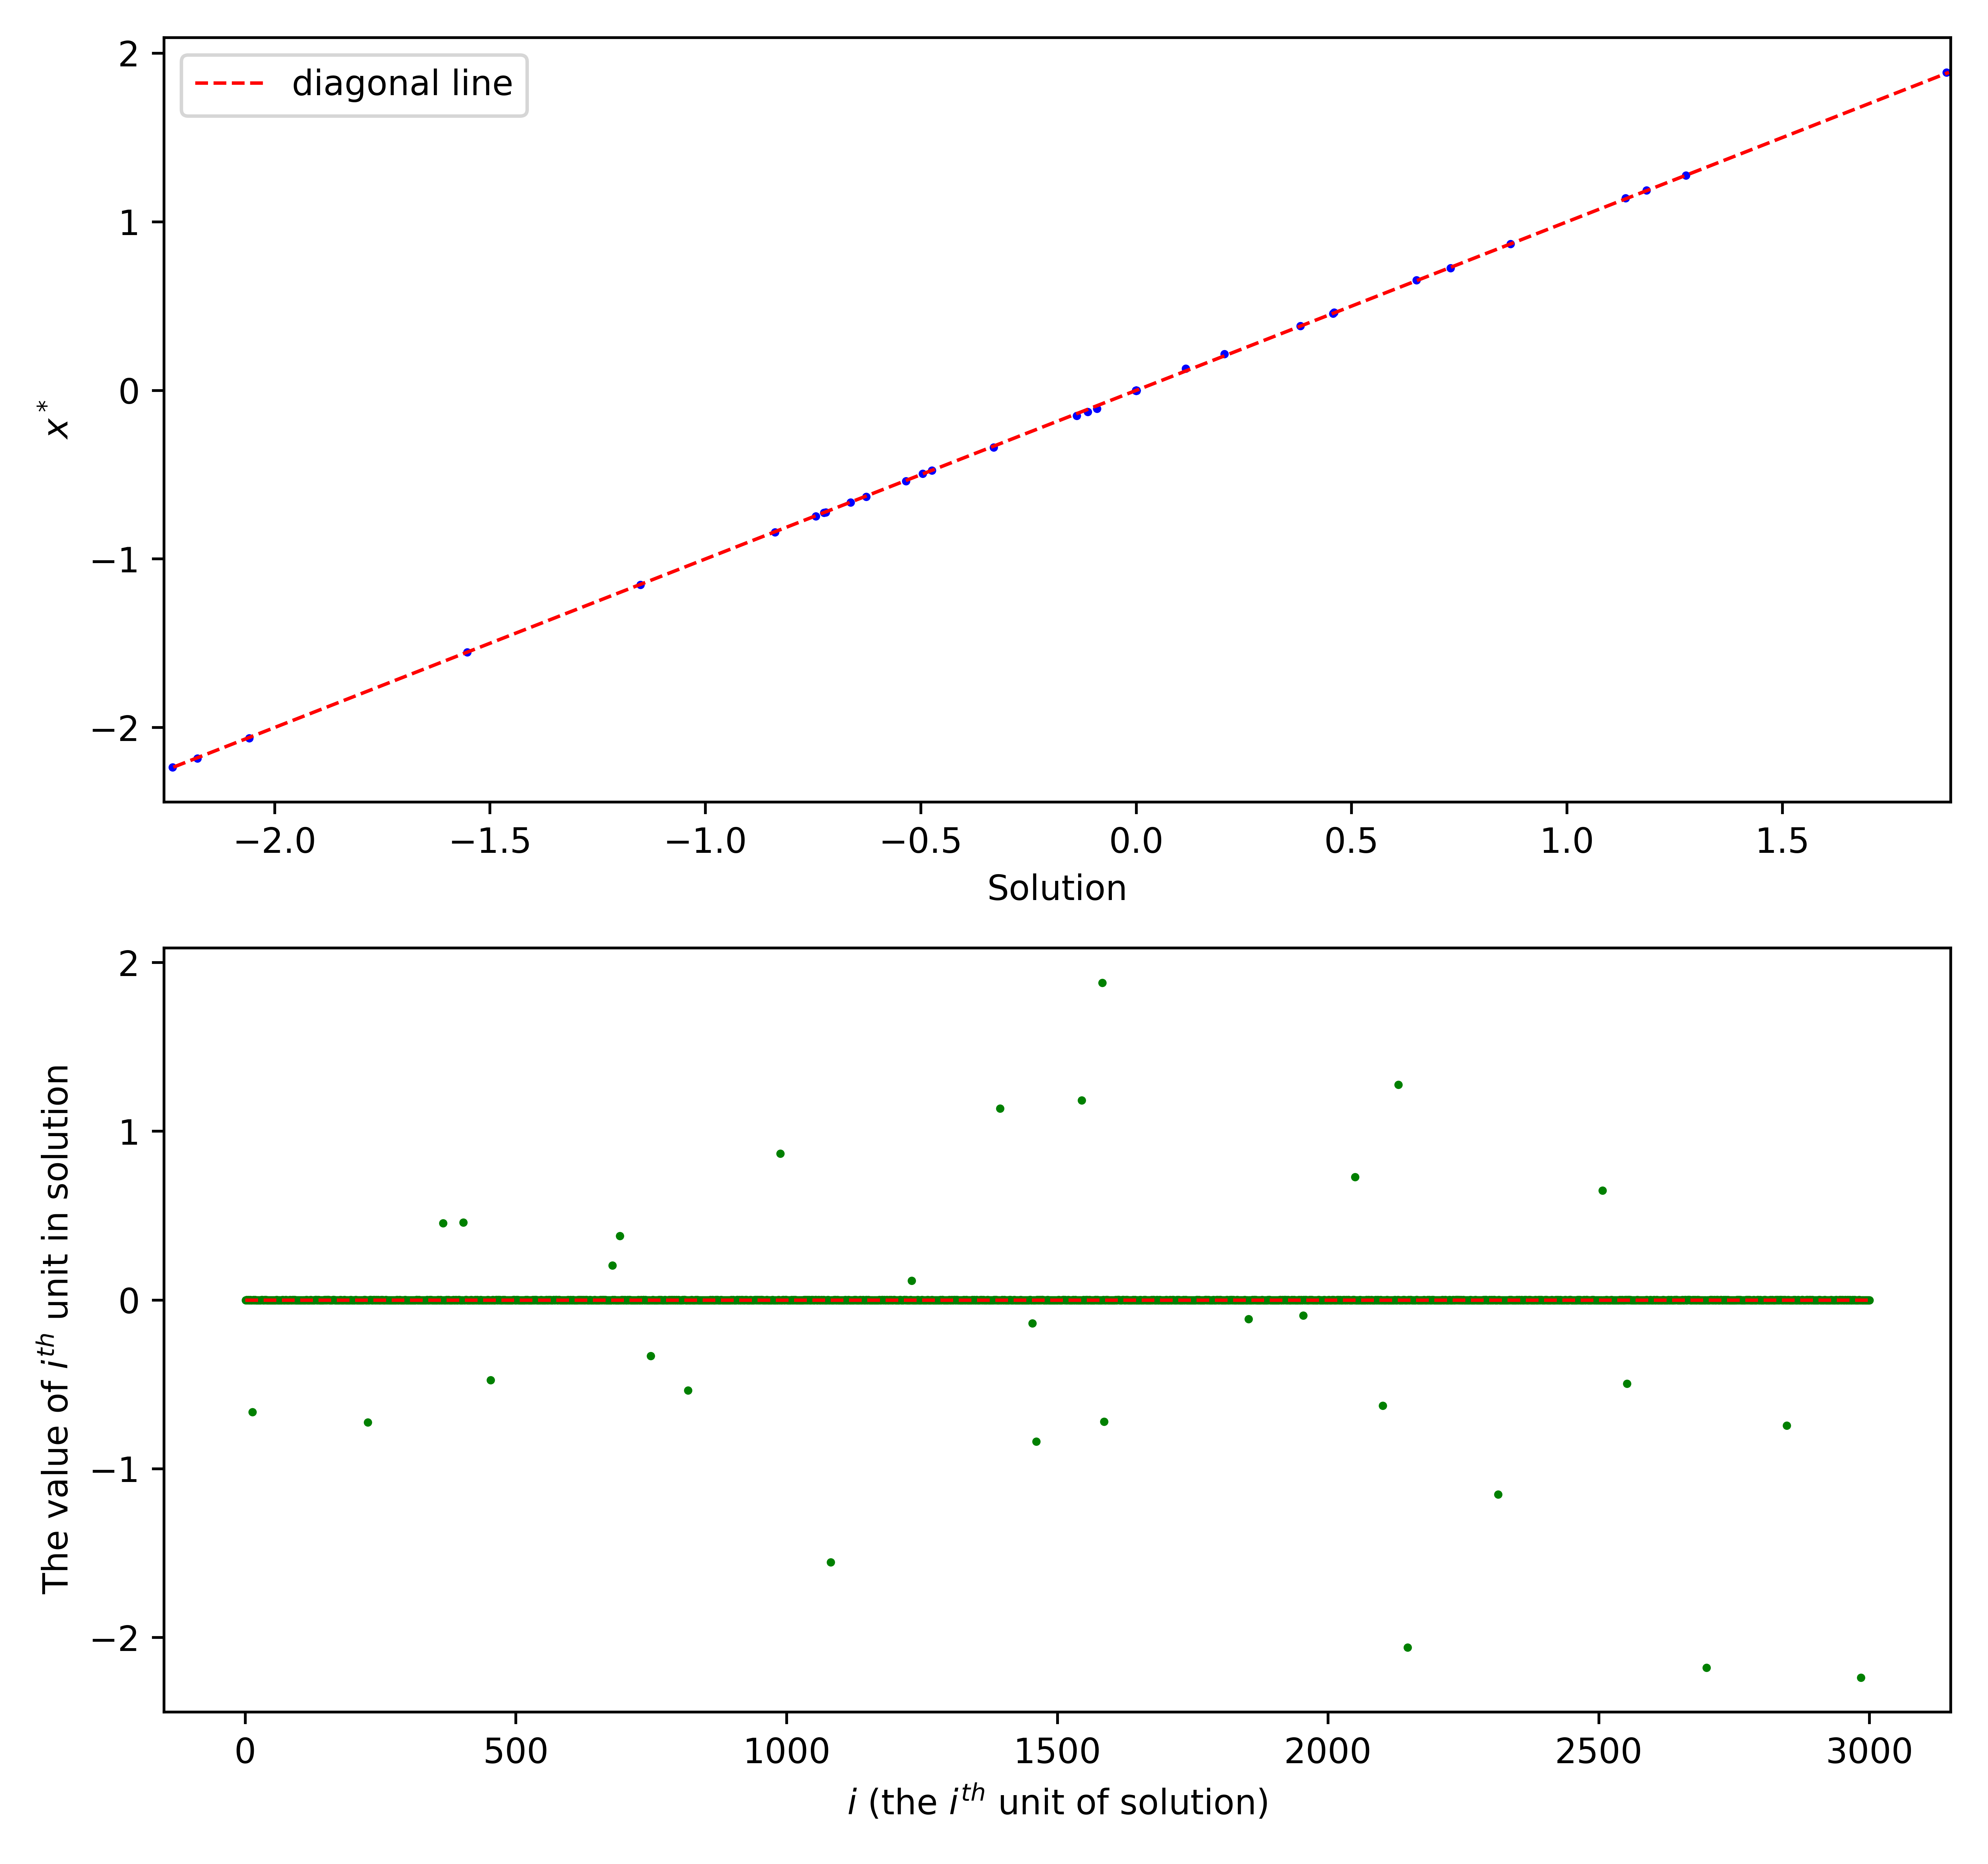 diagonal line
2
1
0
−1
−2
x*
−2.0 −1.5 −1.0 −0.5 0.0 0.5 1.0 1.5
Solution
2
1
0
−1
−2
The value of i^th unit in solution
0 500 1000 1500 2000 2500 3000
i (the i^th unit of solution)